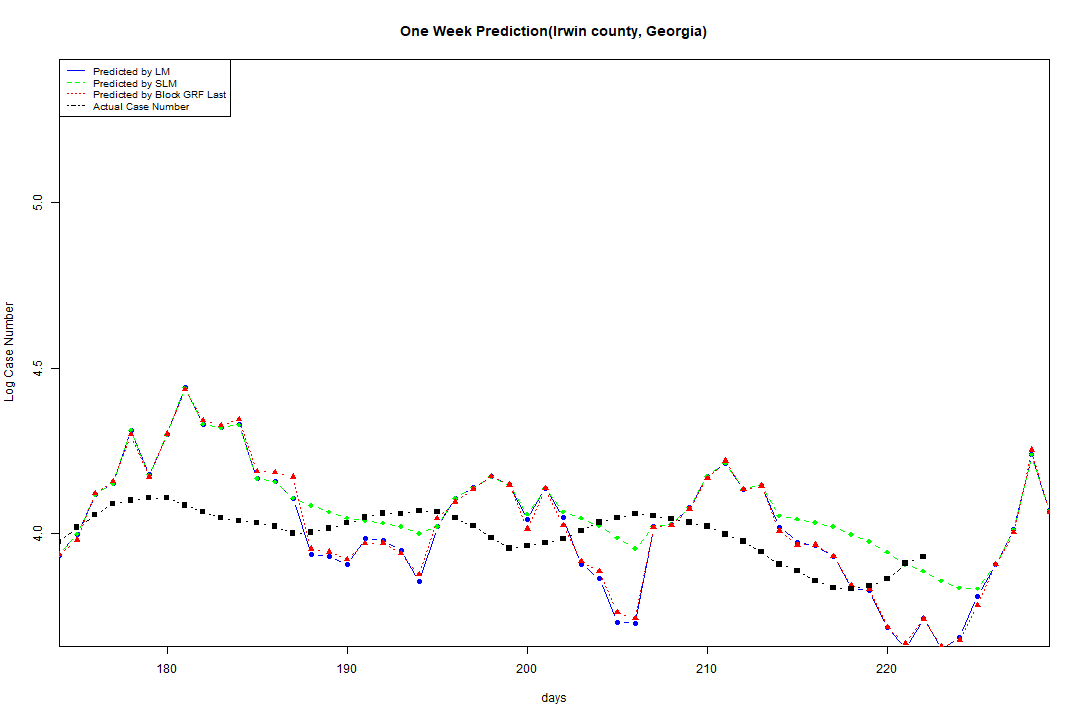 One Week Prediction(Irwin county, Georgia)
Predicted by LM
Predicted by SLM
Predicted by Block GRF Last
Actual Case Number
Log Case Number
5.0
4.5
4.0
180
190
200
210
220
days